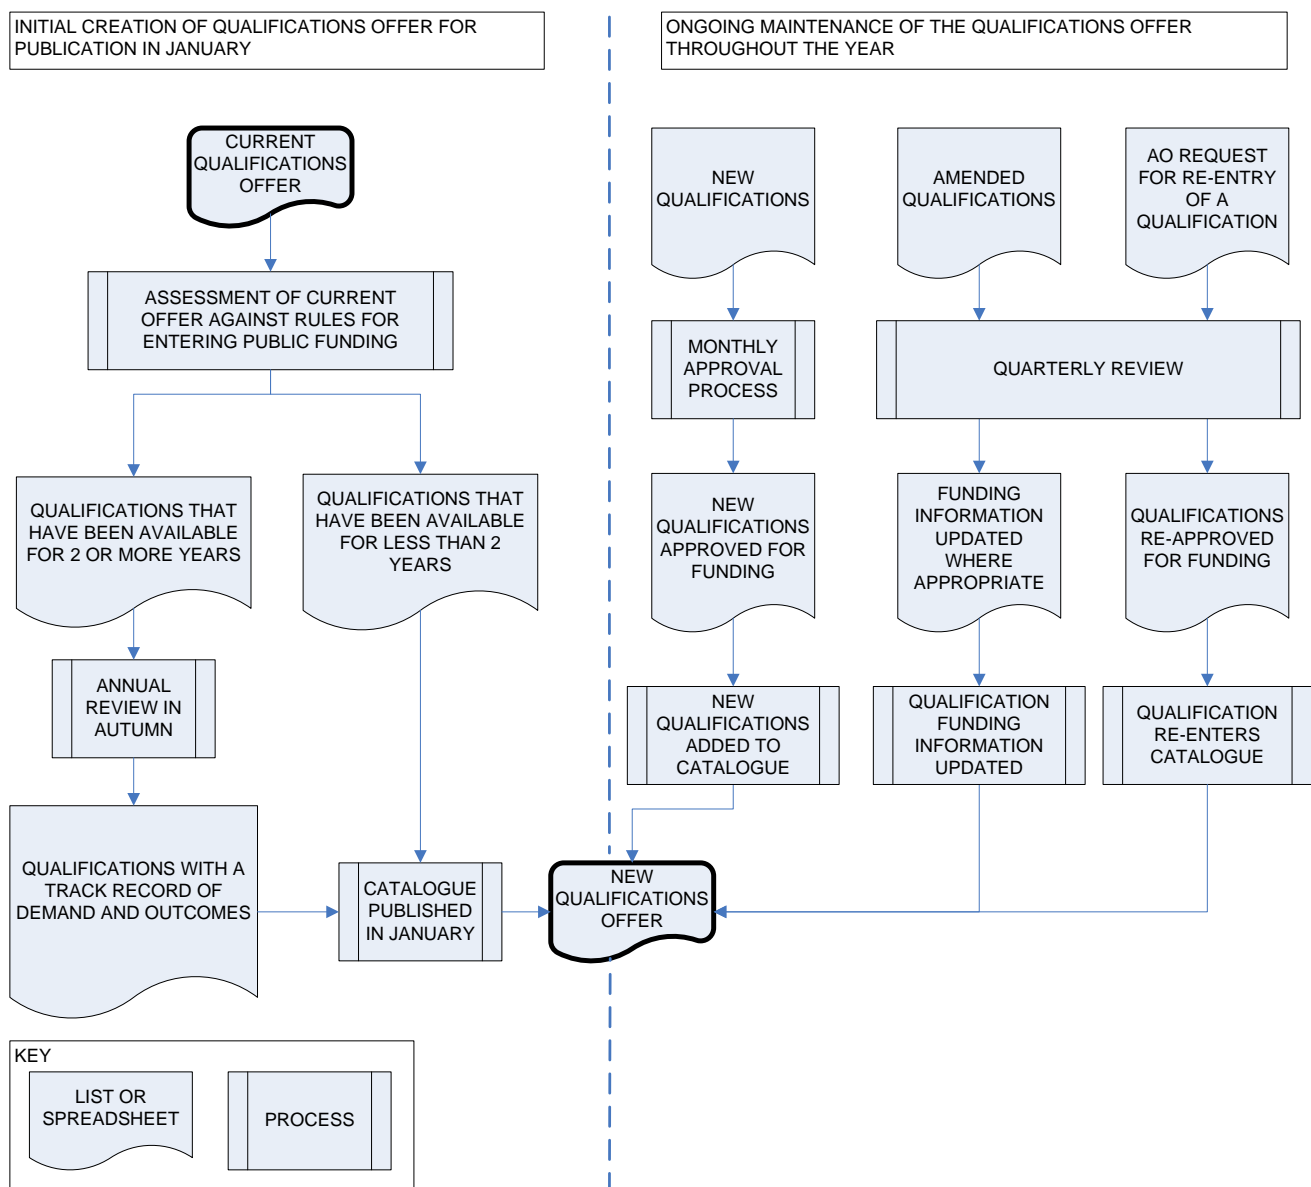 INITIAL CREATION OF QUALIFICATIONS OFFER FOR
PUBLICATION IN JANUARY
CURRENT
QUALIFICATIONS
OFFER
ASSESSMENT OF CURRENT
OFFER AGAINST RULES FOR
ENTERING PUBLIC FUNDING
QUALIFICATIONS THAT
HAVE BEEN AVAILABLE
FOR 2 OR MORE YEARS
QUALIFICATIONS THAT
HAVE BEEN AVAILABLE
FOR LESS THAN 2
YEARS
ANNUAL
REVIEW IN
AUTUMN
QUALIFICATIONS WITH A
TRACK RECORD OF
DEMAND AND OUTCOMES
CATALOGUE
PUBLISHED
IN JANUARY
NEW
QUALIFICATIONS
OFFER
ONGOING MAINTENANCE OF THE QUALIFICATIONS OFFER
THROUGHOUT THE YEAR
NEW
QUALIFICATIONS
AMENDED
QUALIFICATIONS
AO REQUEST
FOR RE-ENTRY
OF A
QUALIFICATION
MONTHLY
APPROVAL
PROCESS
QUARTERLY REVIEW
NEW
QUALIFICATIONS
APPROVED FOR
FUNDING
FUNDING
INFORMATION
UPDATED
WHERE
APPROPRIATE
QUALIFICATIONS
RE-APPROVED
FOR FUNDING
NEW
QUALIFICATIONS
ADDED TO
CATALOGUE
QUALIFICATION
FUNDING
INFORMATION
UPDATED
QUALIFICATION
RE-ENTERS
CATALOGUE
KEY
LIST OR
SPREADSHEET
PROCESS